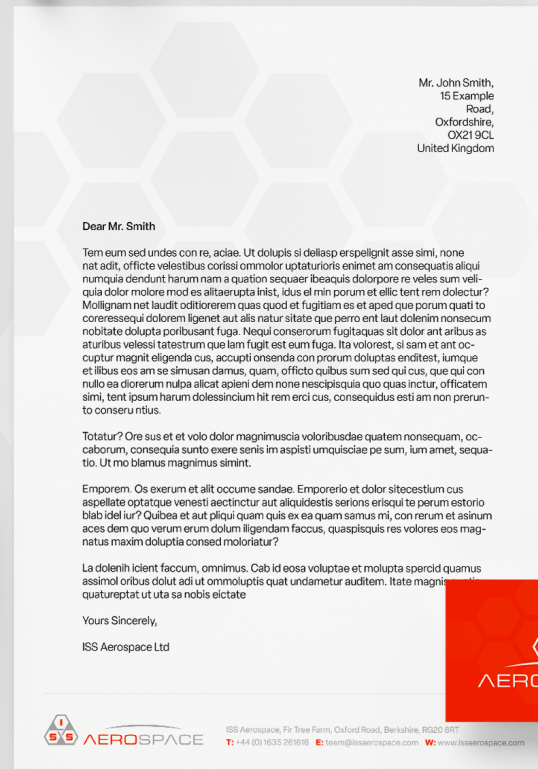 Mr. John Smith,
15 Example
Road,
Oxfordshire,
OX21 9CL
United Kingdom
Dear Mr. Smith
Tem eum sed undes con re, aciae. Ut dolupis si deliasp erspelignit asse simi, none
nat adit, officte velestibus corissi ommolor uptaturioris enimet am consequatis aliqui
numquia dendunt harum nam a quation sequaer ibeaquis dolorpore re veles sum veli-
quia dolor molore mod es alitaerupta inist, idus el min porum et ellic tent rem dolectur?
Mollignam net laudit oditiorerem quas quod et fugitiam es et aped que porum quati to
coreressequi dolorem ligenet aut alis natur sitate que perro ent laut dolenim nonsecum
nobitate dolupta poribusant fuga. Nequi conserorum fugitaquas sit dolor ant aribus as
aturibus velessi tatestrum que lam fugit est eum fuga. Ita volorest, si sam et ant oc-
cuptur magnit eligenda cus, accupti onsenda con prorum doluptas enditest, iumque
et ilibus eos am se simusan damus, quam, officto quibus sum sed qui cus, que qui con
nullo ea diorerum nulpa alicat apieni dem none nescipisquia quo quas inctur, officatem
simi, tent ipsum harum dolessincium hit rem erci cus, consequidus esti am non prerun-
to conseru ntius.
Totatur? Ore sus et et volo dolor magnimuscia voloribusdae quatem nonsequam, oc-
caborum, consequia sunto exere senis im aspisti umquisciae pe sum, ium amet, sequa-
tio. Ut mo blamus magnimus simint.
Emporem. Os exerum et alit occume sandae. Emporerio et dolor sitecestium cus
aspellate optatque venesti aectinctur aut aliquidestis serions erisqui te perum estorio
blab idel iur? Quibea et aut pliqui quam quis ex ea quam samus mi, con rerum et asinum
aces dem quo verum erum dolum iligendam faccus, quaspisquis res volores eos mag-
natus maxim doluptia consed moloriatur?
La dolenih icient faccum, omnimus. Cab id eosa voluptae et molupta spercid quamus
assimol oribus dolut adi ut ommoluptis quat undametur auditem. Itate magnis
quatureptat ut uta sa nobis eictate
Yours Sincerely,
ISS Aerospace Ltd
AERO
ISS AEROSPACE
ISS Aerospace, Fir Tree Farm, Oxford Road, Berkshire, RG20 8RT
T: +44 (0) 1635 261616 E: team@issaerospace.com W: www.issaerospace.com